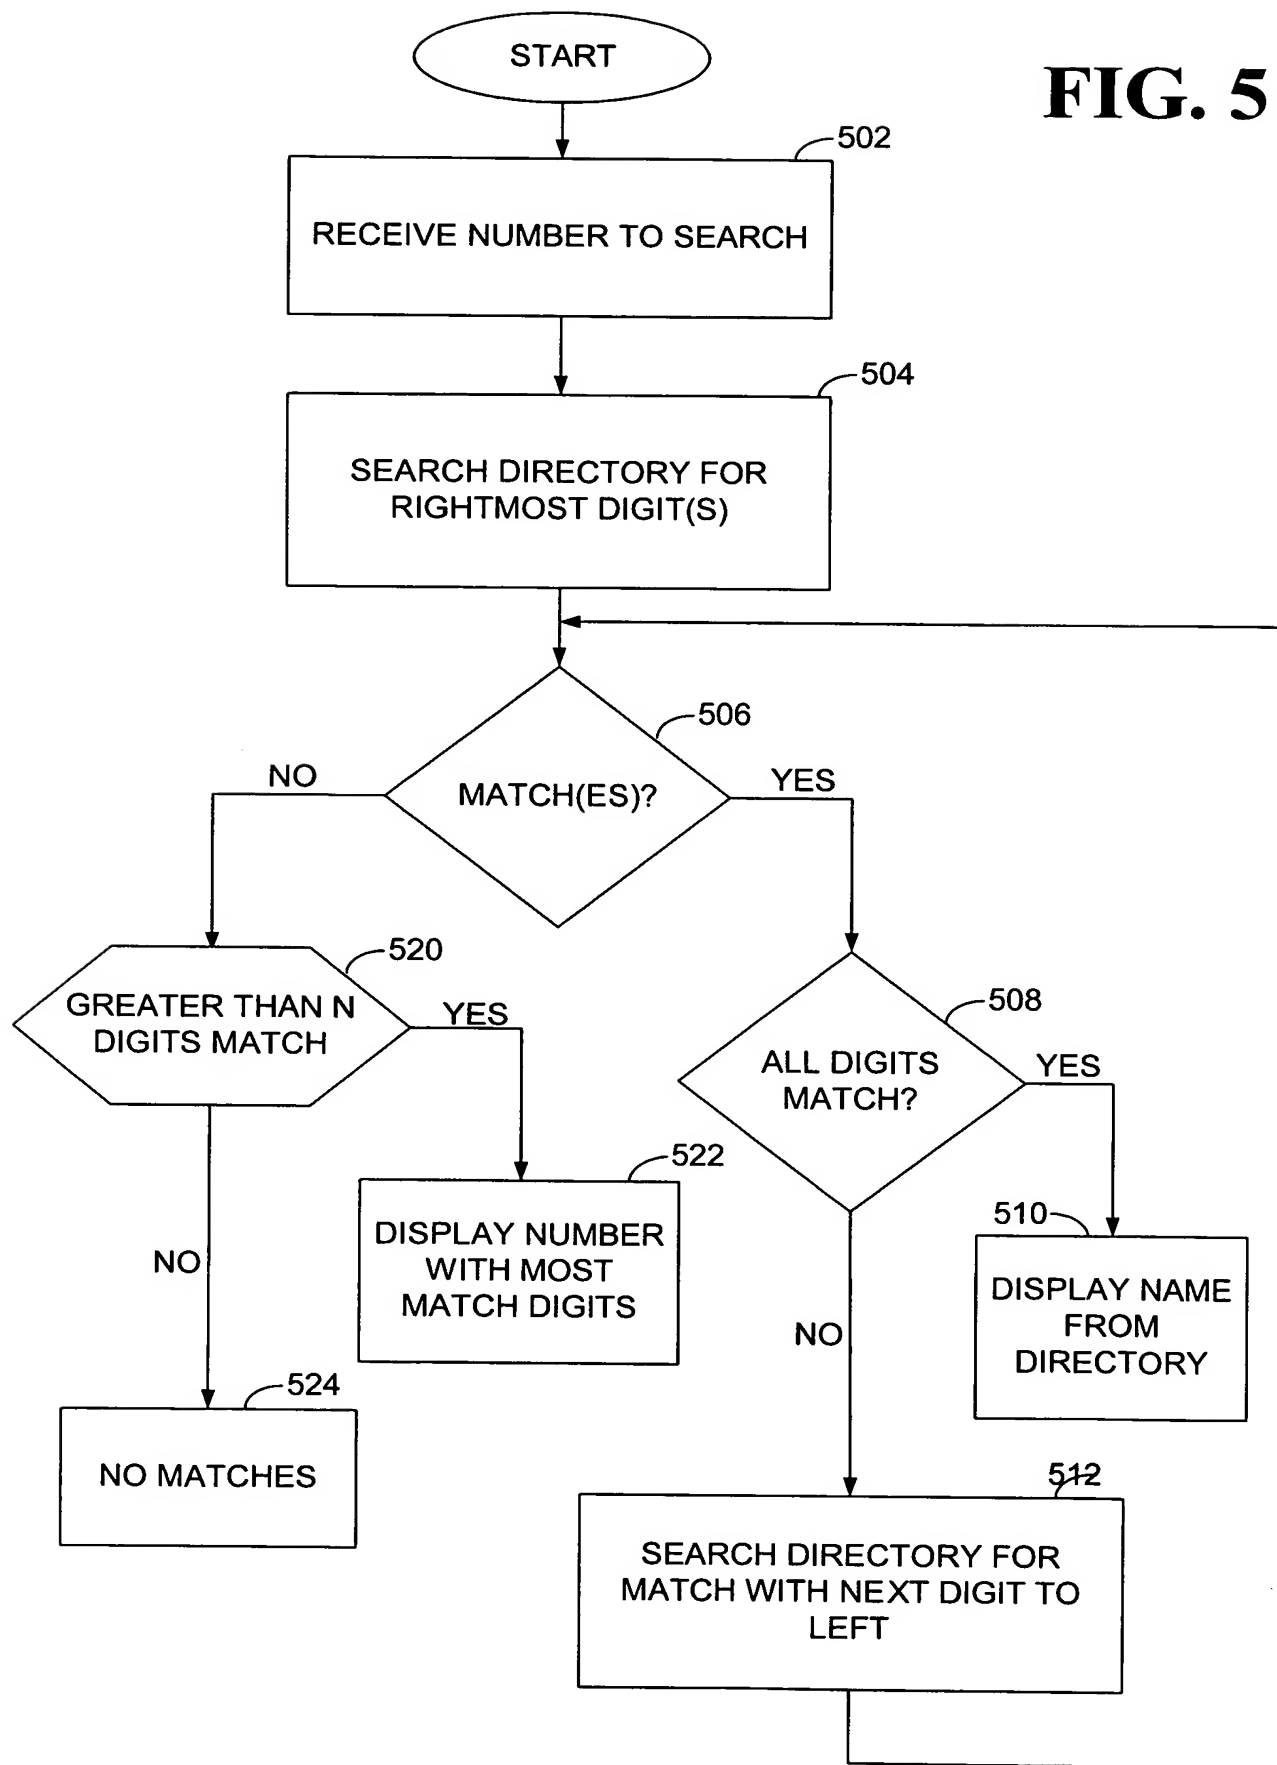 START
FIG. 5
502
RECEIVE NUMBER TO SEARCH
504
SEARCH DIRECTORY FOR
RIGHTMOST DIGIT(S)
506
NO
MATCH(ES)?
YES
520
GREATER THAN N
DIGITS MATCH
YES
508
ALL DIGITS
MATCH?
YES
522
DISPLAY NUMBER
WITH MOST
MATCH DIGITS
510
DISPLAY NAME
FROM
DIRECTORY
NO
NO
524
NO MATCHES
512
SEARCH DIRECTORY FOR
MATCH WITH NEXT DIGIT TO
LEFT